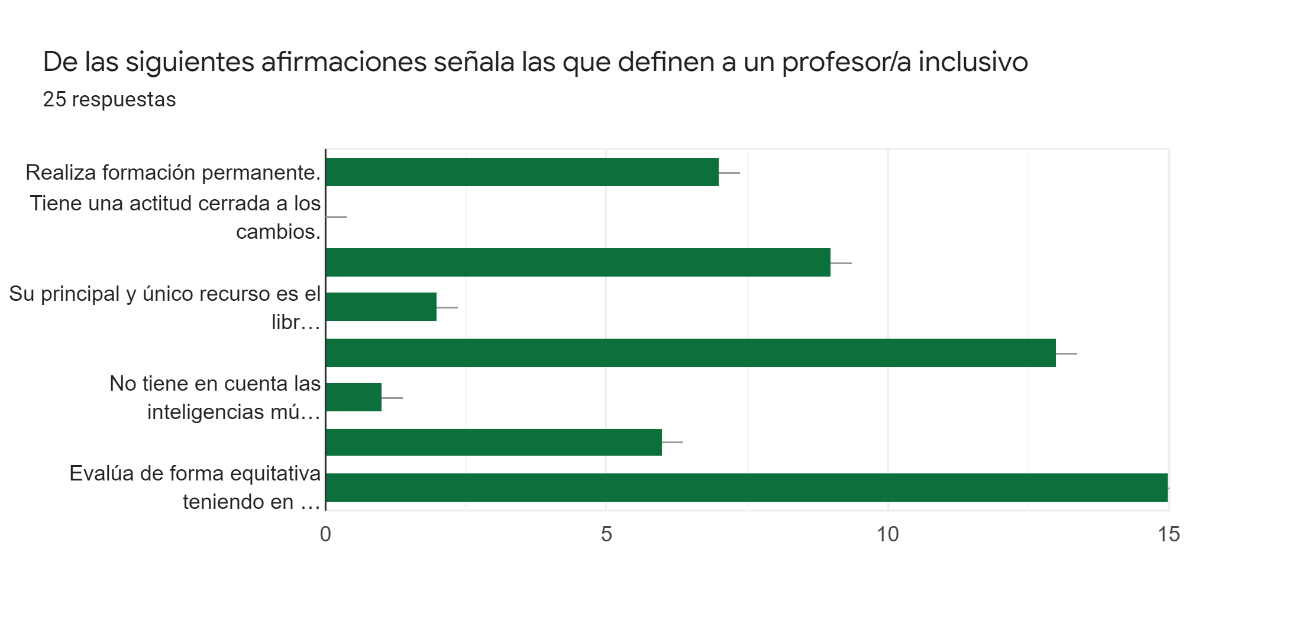 De las siguientes afirmaciones señala las que definen a un profesor/a inclusivo
25 respuestas
Realiza formación permanente.
Tiene una actitud cerrada a los
cambios.
Su principal y único recurso es el
libr…
No tiene en cuenta las
inteligencias mú…
Evalúa de forma equitativa
teniendo en …
0
5
10
15